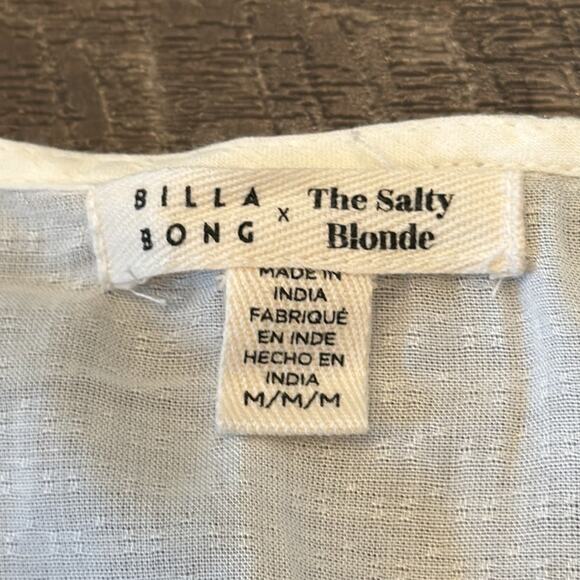 BILLA BONG x The Salty Blonde
MADE IN
INDIA
FABRIQUÉ
EN INDE
HECHO EN
INDIA
M/M/M